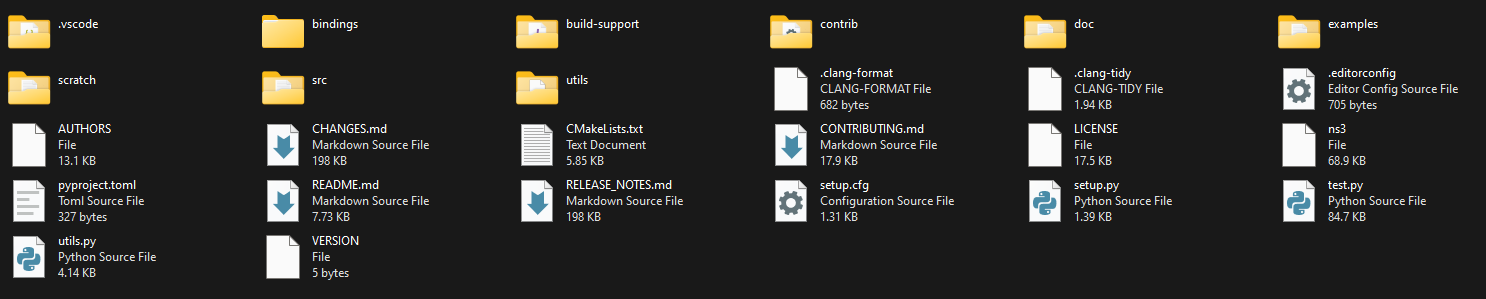 .vscode
bindings
build-support
contrib
doc
examples
scratch
src
utils
.clang-format
CLANG-FORMAT File
682 bytes
.clang-tidy
CLANG-TIDY File
1.94 KB
.editorconfig
Editor Config Source File
705 bytes
AUTHORS
File
13.1 KB
CHANGES.md
Markdown Source File
198 KB
CMakeLists.txt
Text Document
5.85 KB
CONTRIBUTING.md
Markdown Source File
17.9 KB
LICENSE
File
17.5 KB
ns3
File
68.9 KB
pyproject.toml
Toml Source File
327 bytes
README.md
Markdown Source File
7.73 KB
RELEASE_NOTES.md
Markdown Source File
198 KB
setup.cfg
Configuration Source File
1.31 KB
setup.py
Python Source File
1.39 KB
test.py
Python Source File
84.7 KB
utils.py
Python Source File
4.14 KB
VERSION
File
5 bytes